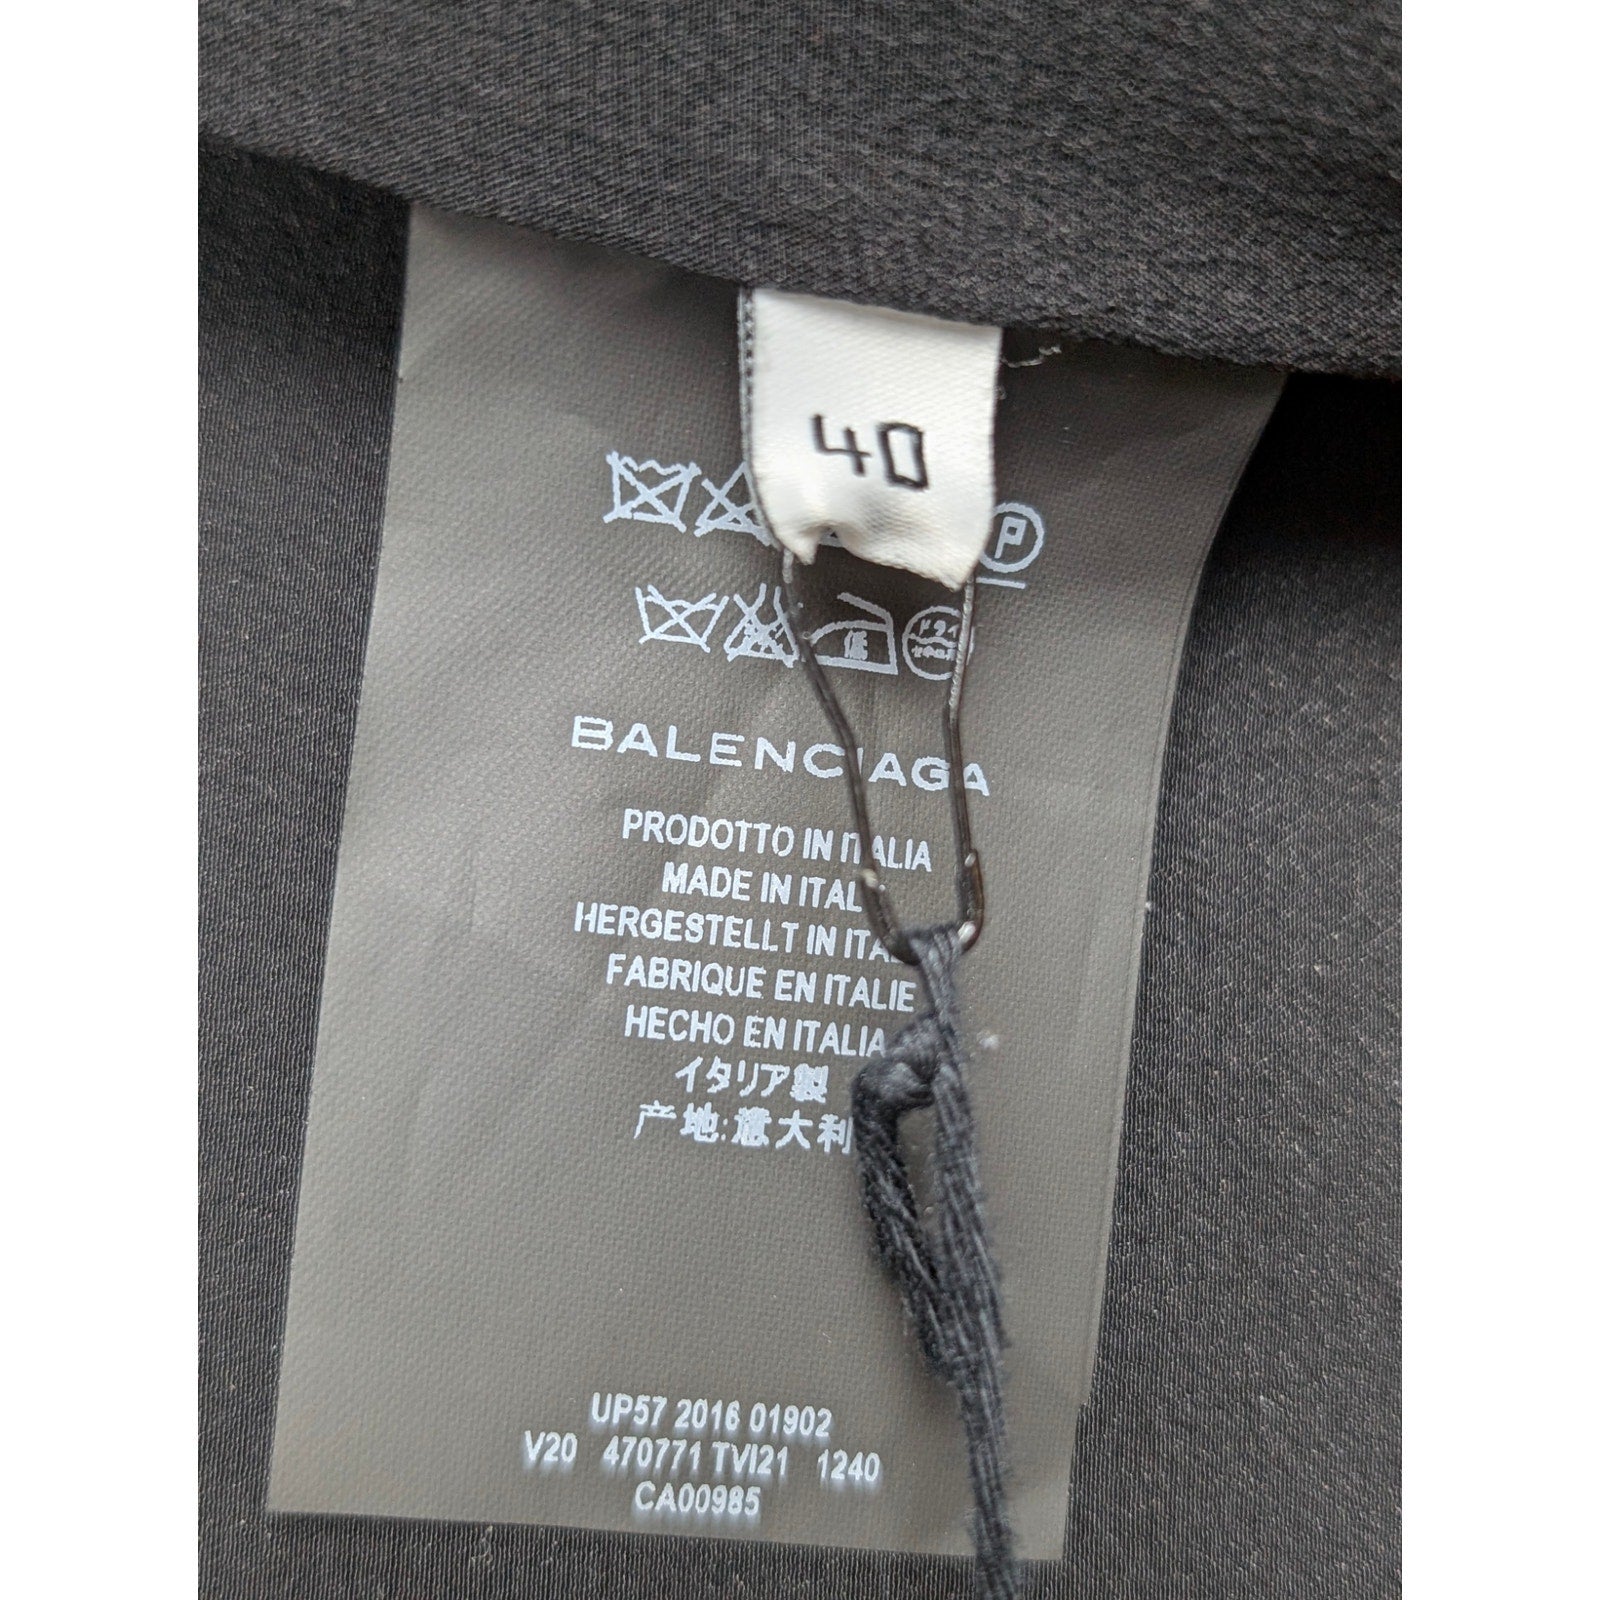 40
P
BALENCIAGA
PRODOTTO IN ITALIA
MADE IN ITAL
HERGESTELLT IN ITA
FABRIQUE EN ITALIE
HECHO EN ITALIA
イタリア製
产地:意大利
UP57 2016 01902
V20 470771 TVI21 1240
CA00985